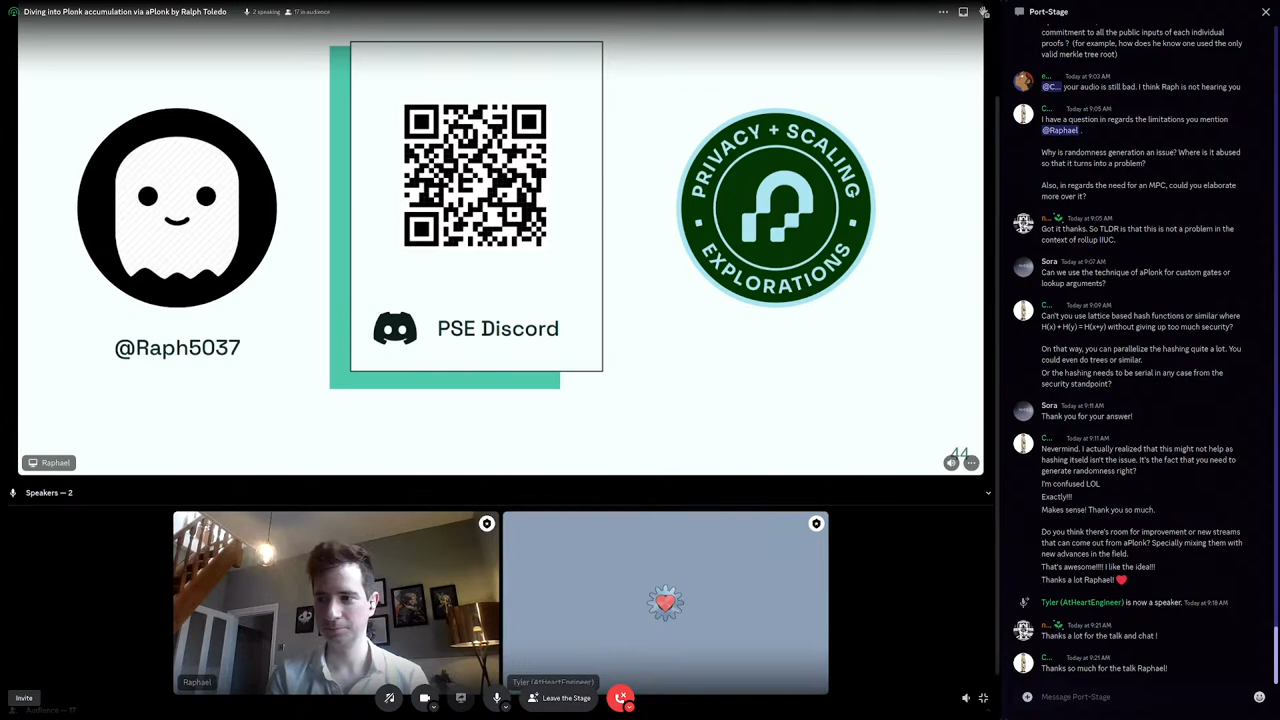 Diving into Plonk accumulation via aPlonk by Ralph Toledo
2 speaking
17 in audience
PRIVACY + SCALING
EXPLORATIONS
@Raph5037
PSE Discord
44
Raphael
Speakers — 2
Raphael
Tyler (AtHeartEngineer)
Invite
Leave the Stage
Audience — 17
Port-Stage
commitment to all the public inputs of each individual
proofs ? (for example, how does he know one used the only
valid merkle tree root)
e... Today at 9:03 AM
@C... your audio is still bad. I think Raph is not hearing you
C... Today at 9:05 AM
I have a question in regards the limitations you mention
@Raphael .
Why is randomness generation an issue? Where is it abused
so that it turns into a problem?
Also, in regards the need for an MPC, could you elaborate
more over it?
n... Today at 9:05 AM
Got it thanks. So TLDR is that this is not a problem in the
context of rollup IIUC.
Sora Today at 9:07 AM
Can we use the technique of aPlonk for custom gates or
lookup arguments?
C... Today at 9:09 AM
Can't you use lattice based hash functions or similar where
H(x) + H(y) = H(x+y) without giving up too much security?
On that way, you can parallelize the hashing quite a lot. You
could even do trees or similar.
Or the hashing needs to be serial in any case from the
security standpoint?
Sora Today at 9:11 AM
Thank you for your answer!
C... Today at 9:11 AM
Nevermind. I actually realized that this might not help as
hashing itseld isn't the issue. It's the fact that you need to
generate randomness right?
I'm confused LOL
Exactly!!!
Makes sense! Thank you so much.
Do you think there's room for improvement or new streams
that can come out from aPlonk? Specially mixing them with
new advances in the field.
That's awesome!!!! I like the idea!!!
Thanks a lot Raphael!
Tyler (AtHeartEngineer) is now a speaker. Today at 9:18 AM
n... Today at 9:21 AM
Thanks a lot for the talk and chat !
C... Today at 9:21 AM
Thanks so much for the talk Raphael!
Message Port-Stage